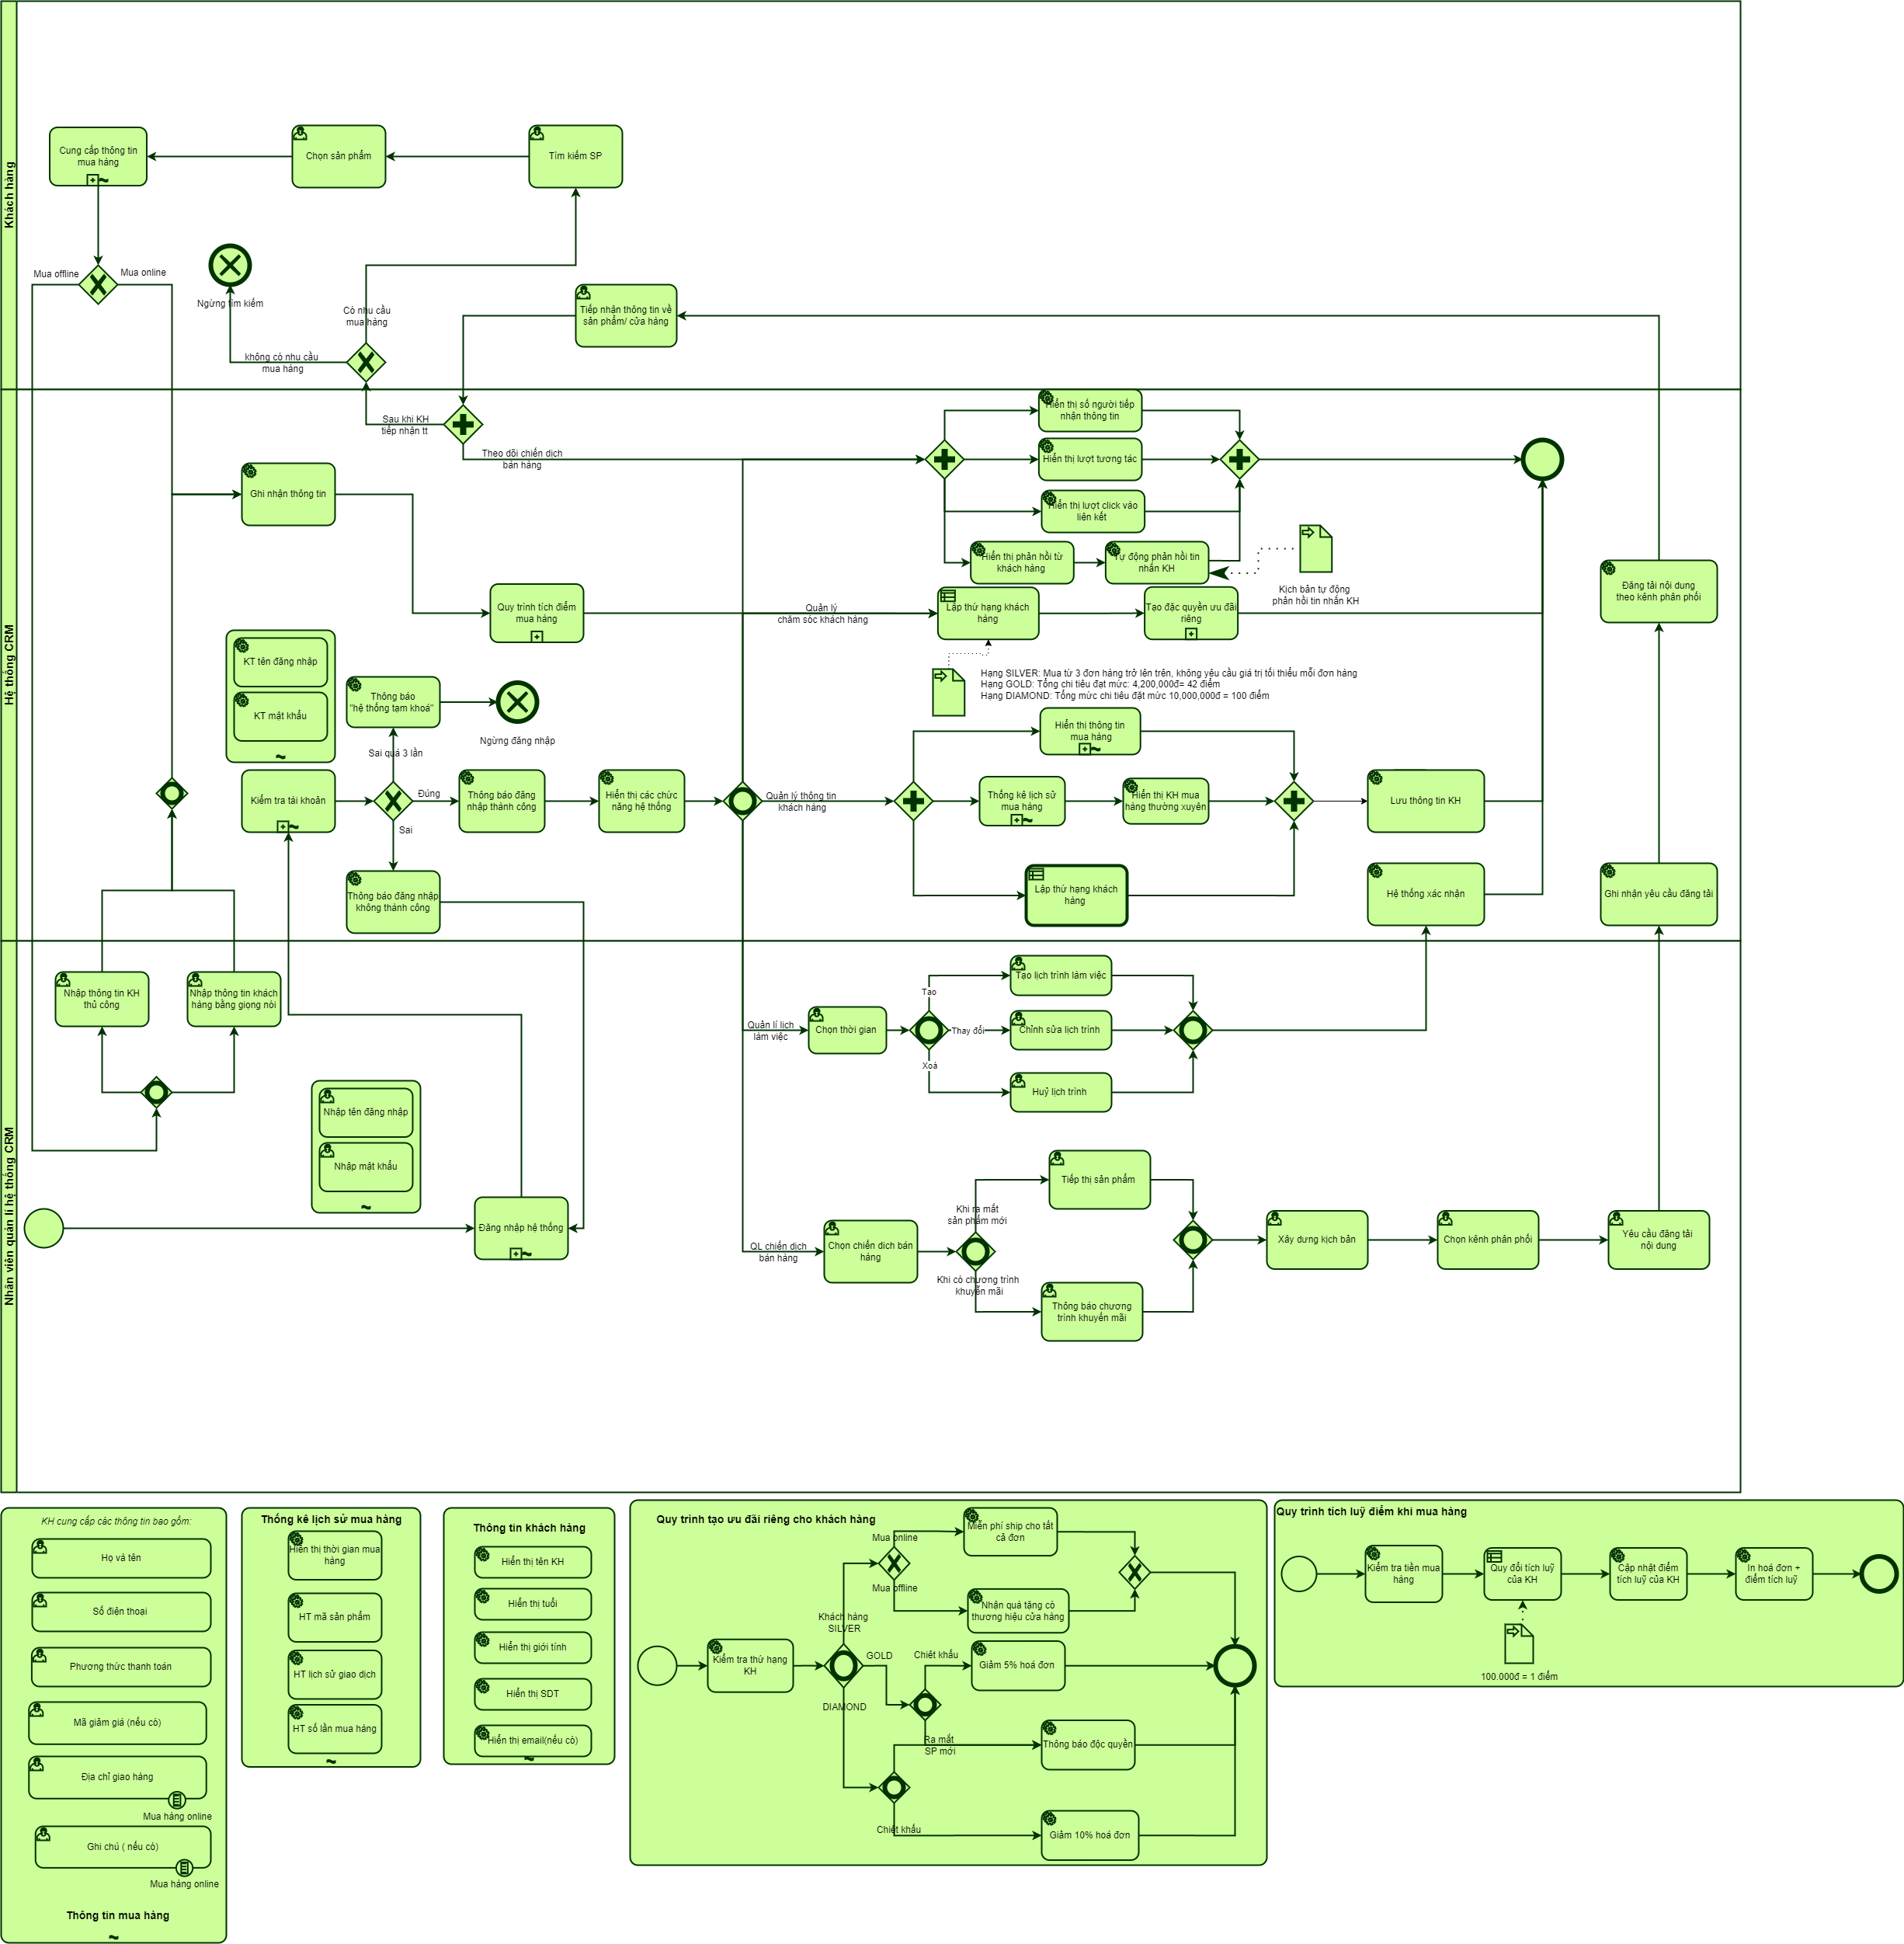 Khách hàng
Cung cấp thông tin
mua hàng
Chọn sản phẩm
Tìm kiếm SP
Mua offline
Mua online
Ngừng tìm kiếm
Có nhu cầu
mua hàng
không có nhu cầu
mua hàng
Tiếp nhận thông tin về
sản phẩm/ cửa hàng
Hệ thống CRM
Sau khi KH
tiếp nhận tt
Theo dõi chiến dịch
bán hàng
Hiển thị số người tiếp
nhận thông tin
Hiển thị lượt tương tác
Hiển thị lượt click vào
liên kết
Hiển thị phản hồi từ
khách hàng
Tự động phản hồi tin
nhắn KH
Kịch bản tự động
phản hồi tin nhắn KH
Ghi nhận thông tin
Quy trình tích điểm
mua hàng
Quản lý
chăm sóc khách hàng
Lập thứ hạng khách
hàng
Tạo đặc quyền ưu đãi
riêng
Đăng tải nội dung
theo kênh phân phối
Hạng SILVER: Mua từ 3 đơn hàng trở lên trên, không yêu cầu giá trị tối thiểu mỗi đơn hàng
Hạng GOLD: Tổng chi tiêu đạt mức: 4,200,000đ= 42 điểm
Hạng DIAMOND: Tổng mức chi tiêu đặt mức 10,000,000đ = 100 điểm
KT tên đăng nhập
KT mật khẩu
Thông báo
"hệ thống tạm khoá"
Ngừng đăng nhập
Sai quá 3 lần
Kiểm tra tài khoản
Đúng
Sai
Thông báo đăng
nhập thành công
Hiển thị các chức
năng hệ thống
Quản lý thông tin
khách hàng
Hiển thị thông tin
mua hàng
Thống kê lịch sử
mua hàng
Hiển thị KH mua
hàng thường xuyên
Lưu thông tin KH
Thông báo đăng nhập
không thành công
Lập thứ hạng khách
hàng
Hệ thống xác nhận
Ghi nhận yêu cầu đăng tải
Nhân viên quản lí hệ thống CRM
Nhập thông tin KH
thủ công
Nhập thông tin khách
hàng bằng giọng nói
Quản lí lịch
làm việc
Chọn thời gian
Tạo
Thay đổi
Xoá
Tạo lịch trình làm việc
Chỉnh sửa lịch trình
Huỷ lịch trình
Nhập tên đăng nhập
Nhập mật khẩu
Đăng nhập hệ thống
QL chiến dịch
bán hàng
Chọn chiến dịch bán
hàng
Khi ra mắt
sản phẩm mới
Khi có chương trình
khuyến mãi
Tiếp thị sản phẩm
Thông báo chương
trình khuyến mãi
Xây dựng kịch bản
Chọn kênh phân phối
Yêu cầu đăng tải
nội dung
KH cung cấp các thông tin bao gồm:
Họ và tên
Số điện thoại
Phương thức thanh toán
Mã giảm giá (nếu có)
Địa chỉ giao hàng
Mua hàng online
Ghi chú ( nếu có)
Mua hàng online
Thông tin mua hàng
Thống kê lịch sử mua hàng
Hiển thị thời gian mua
hàng
HT mã sản phẩm
HT lịch sử giao dịch
HT số lần mua hàng
Thông tin khách hàng
Hiển thị tên KH
Hiển thị tuổi
Hiển thị giới tính
Hiển thị SDT
Hiển thị email(nếu có)
Quy trình tạo ưu đãi riêng cho khách hàng
Kiểm tra thứ hạng
KH
Khách hàng
SILVER
GOLD
DIAMOND
Mua online
Mua offline
Miễn phí ship cho tất
cả đơn
Nhận quà tặng có
thương hiệu cửa hàng
Chiết khấu
Giảm 5% hoá đơn
Ra mắt
SP mới
Thông báo độc quyền
Chiết khấu
Giảm 10% hoá đơn
Quy trình tích luỹ điểm khi mua hàng
Kiểm tra tiền mua
hàng
Quy đổi tích luỹ
của KH
Cập nhật điểm
tích luỹ của KH
In hoá đơn +
điểm tích luỹ
100.000đ = 1 điểm